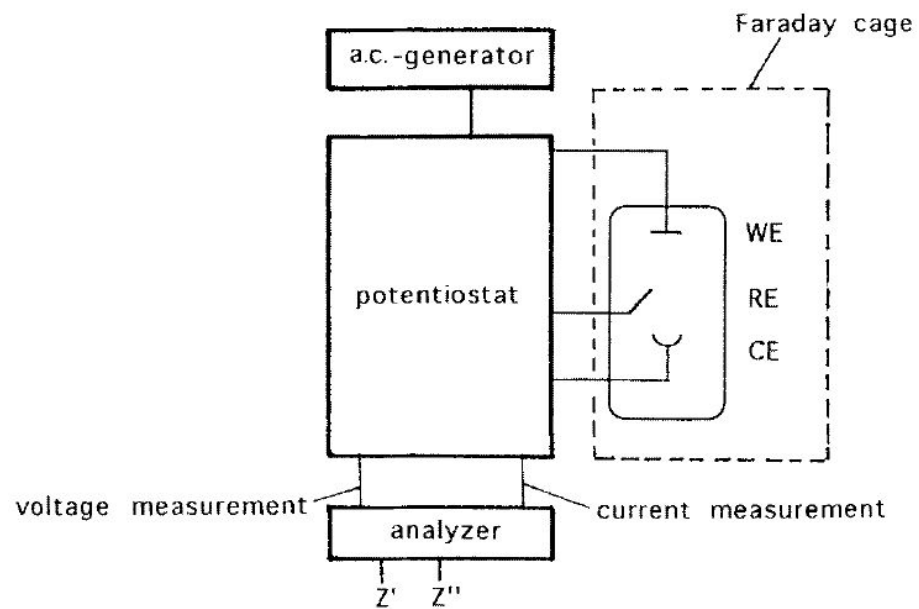 Faraday cage
a.c.-generator
WE
potentiostat
RE
CE
voltage measurement
current measurement
analyzer
Z' Z''